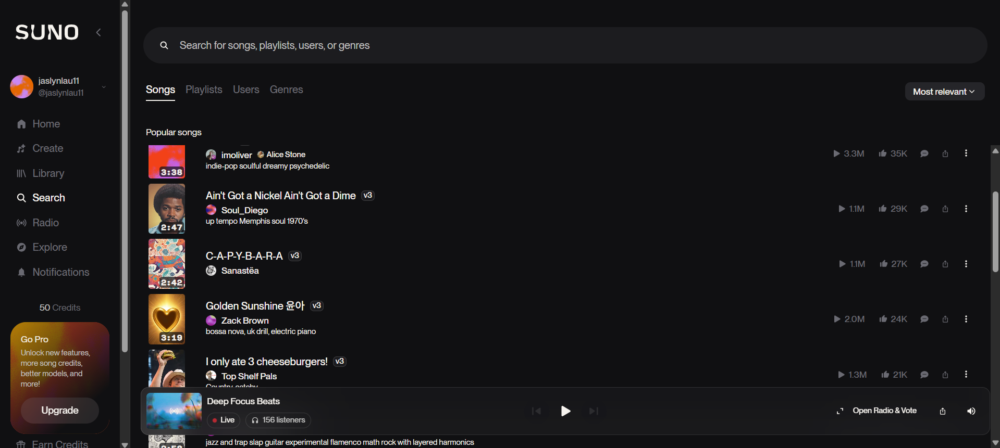 SUNO
jaslynlau11
@jaslynlau11
Home
Create
Library
Search
Radio
Explore
Notifications
50 Credits
Go Pro
Unlock new features,
more song credits,
better models, and
more!
Upgrade
Earn Credits
Search for songs, playlists, users, or genres
Songs Playlists Users Genres
Most relevant
Popular songs
3:38
imoliver Alice Stone
indie-pop soulful dreamy psychedelic
3.3M 35K
2:47
Ain't Got a Nickel Ain't Got a Dime v3
Soul_Diego
up tempo Memphis soul 1970's
1.1M 29K
2:42
C-A-P-Y-B-A-R-A v3
Sanastëa
1.1M 27K
3:19
Golden Sunshine 윤아 v3
Zack Brown
bossa nova, uk drill, electric piano
2.0M 24K
I only ate 3 cheeseburgers! v3
Top Shelf Pals
Country, catchy
1.3M 21K
Deep Focus Beats
Live 156 listeners
Open Radio & Vote
jazz and trap slap guitar experimental flamenco math rock with layered harmonics